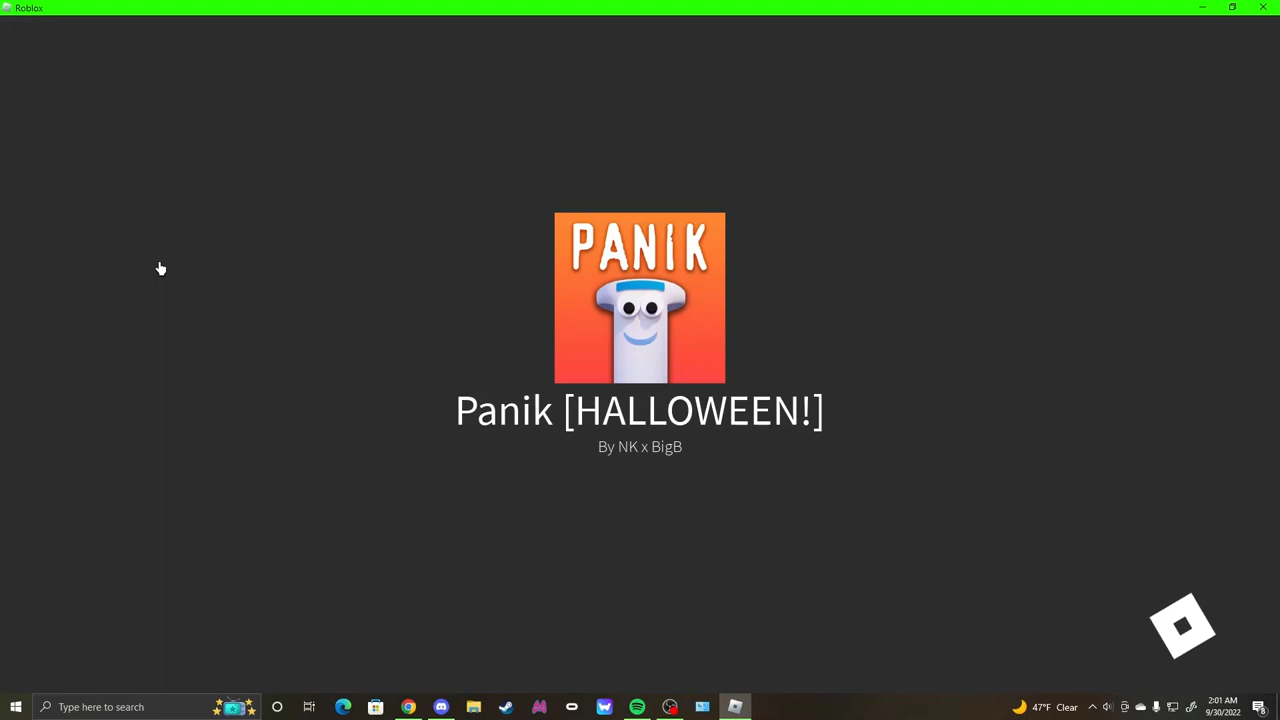 Roblox
PANIK
Panik [HALLOWEEN!]
By NK x BigB
Type here to search
47°F Clear
2:01 AM
9/30/2022